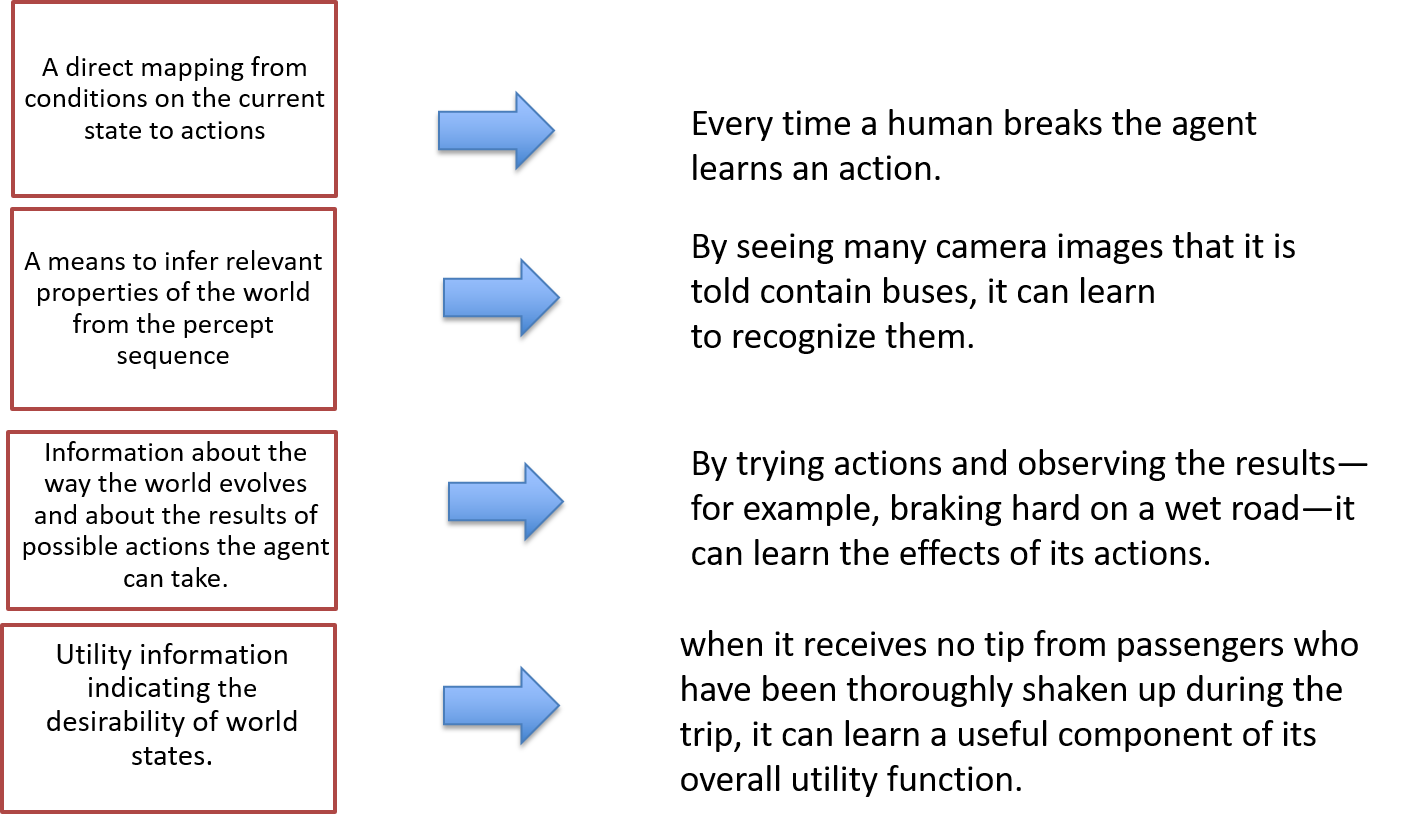 A direct mapping from
conditions on the current
state to actions
Every time a human breaks the agent
learns an action.
A means to infer relevant
properties of the world
from the percept
sequence
By seeing many camera images that it is
told contain buses, it can learn
to recognize them.
Information about the
way the world evolves
and about the results of
possible actions the agent
can take.
By trying actions and observing the results—
for example, braking hard on a wet road—it
can learn the effects of its actions.
Utility information
indicating the
desirability of world
states.
when it receives no tip from passengers who
have been thoroughly shaken up during the
trip, it can learn a useful component of its
overall utility function.